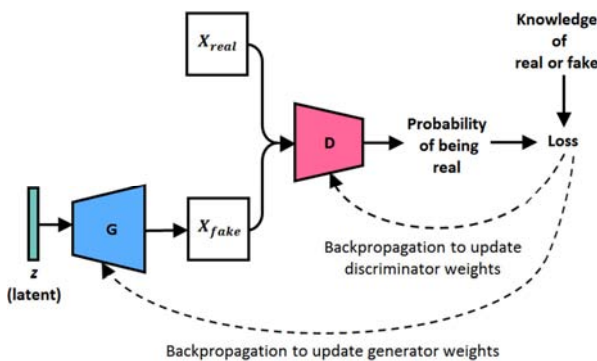 Knowledge
of
real or fake
X_real
D
Probability
of being
real
Loss
G
X_fake
z
(latent)
Backpropagation to update
discriminator weights
Backpropagation to update generator weights